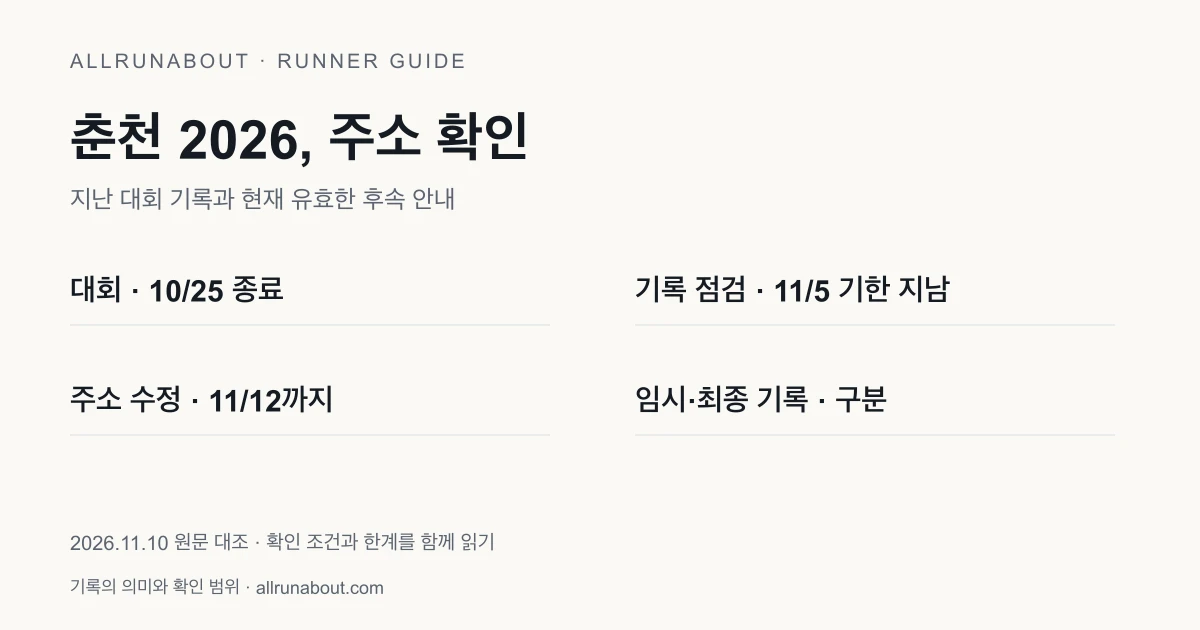 ALLRUNABOUT · RUNNER GUIDE
춘천 2026, 주소 확인
지난 대회 기록과 현재 유효한 후속 안내
대회 · 10/25 종료
기록 점검 · 11/5 기한 지남
주소 수정 · 11/12까지
임시·최종 기록 · 구분
2026.11.10 원문 대조 · 확인 조건과 한계를 함께 읽기
기록의 의미와 확인 범위 · allrunabout.com